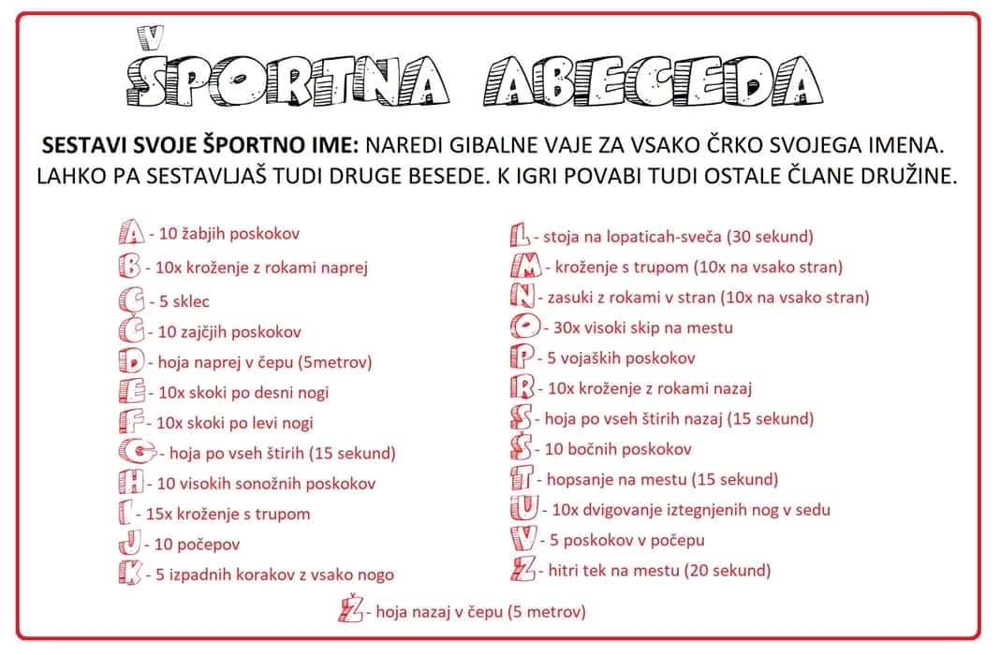 ŠPORTNA ABECEDA
SESTAVI SVOJE ŠPORTNO IME: NAREDI GIBALNE VAJE ZA VSAKO ČRKO SVOJEGA IMENA.
LAHKO PA SESTAVLJAŠ TUDI DRUGE BESEDE. K IGRI POVABI TUDI OSTALE ČLANE DRUŽINE.
A - 10 žabjih poskokov
B - 10x kroženje z rokami naprej
C - 5 sklec
Č - 10 zajčjih poskokov
D - hoja naprej v čepu (5metrov)
E - 10x skoki po desni nogi
F - 10x skoki po levi nogi
G - hoja po vseh štirih (15 sekund)
H - 10 visokih sonožnih poskokov
I - 15x kroženje s trupom
J - 10 počepov
K - 5 izpadnih korakov z vsako nogo
L - stoja na lopaticah-sveča (30 sekund)
M - kroženje s trupom (10x na vsako stran)
N - zasuki z rokami v stran (10x na vsako stran)
O - 30x visoki skip na mestu
P - 5 vojaških poskokov
R - 10x kroženje z rokami nazaj
S - hoja po vseh štirih nazaj (15 sekund)
Š - 10 bočnih poskokov
T - hopsanje na mestu (15 sekund)
U - 10x dvigovanje iztegnjenih nog v sedu
V - 5 poskokov v počepu
Z - hitri tek na mestu (20 sekund)
Ž - hoja nazaj v čepu (5 metrov)